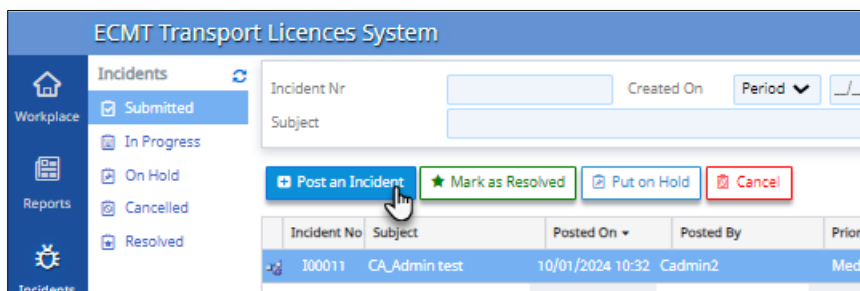 ECMT Transport Licences System
Workplace
Reports
Incidents
Incidents
Submitted
In Progress
On Hold
Cancelled
Resolved
Incident Nr Created On Period __/_
Subject
Post an Incident Mark as Resolved Put on Hold Cancel
Incident No Subject Posted On Posted By
I00011 CA_Admin test 10/01/2024 10:32 Cadmin2